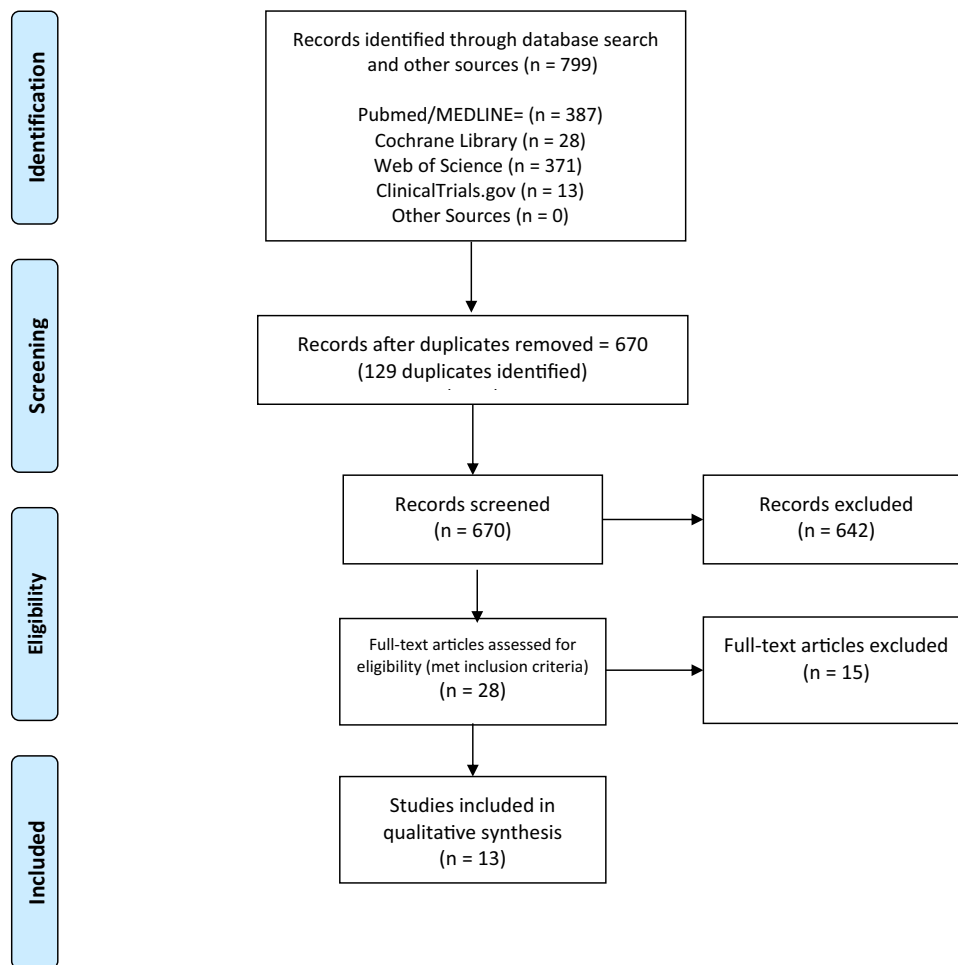 Identification
Records identified through database search
and other sources (n = 799)
Pubmed/MEDLINE= (n = 387)
Cochrane Library (n = 28)
Web of Science (n = 371)
ClinicalTrials.gov (n = 13)
Other Sources (n = 0)
Screening
Records after duplicates removed = 670
(129 duplicates identified)
Records screened
(n = 670)
Records excluded
(n = 642)
Eligibility
Full-text articles assessed for
eligibility (met inclusion criteria)
(n = 28)
Full-text articles excluded
(n = 15)
Included
Studies included in
qualitative synthesis
(n = 13)